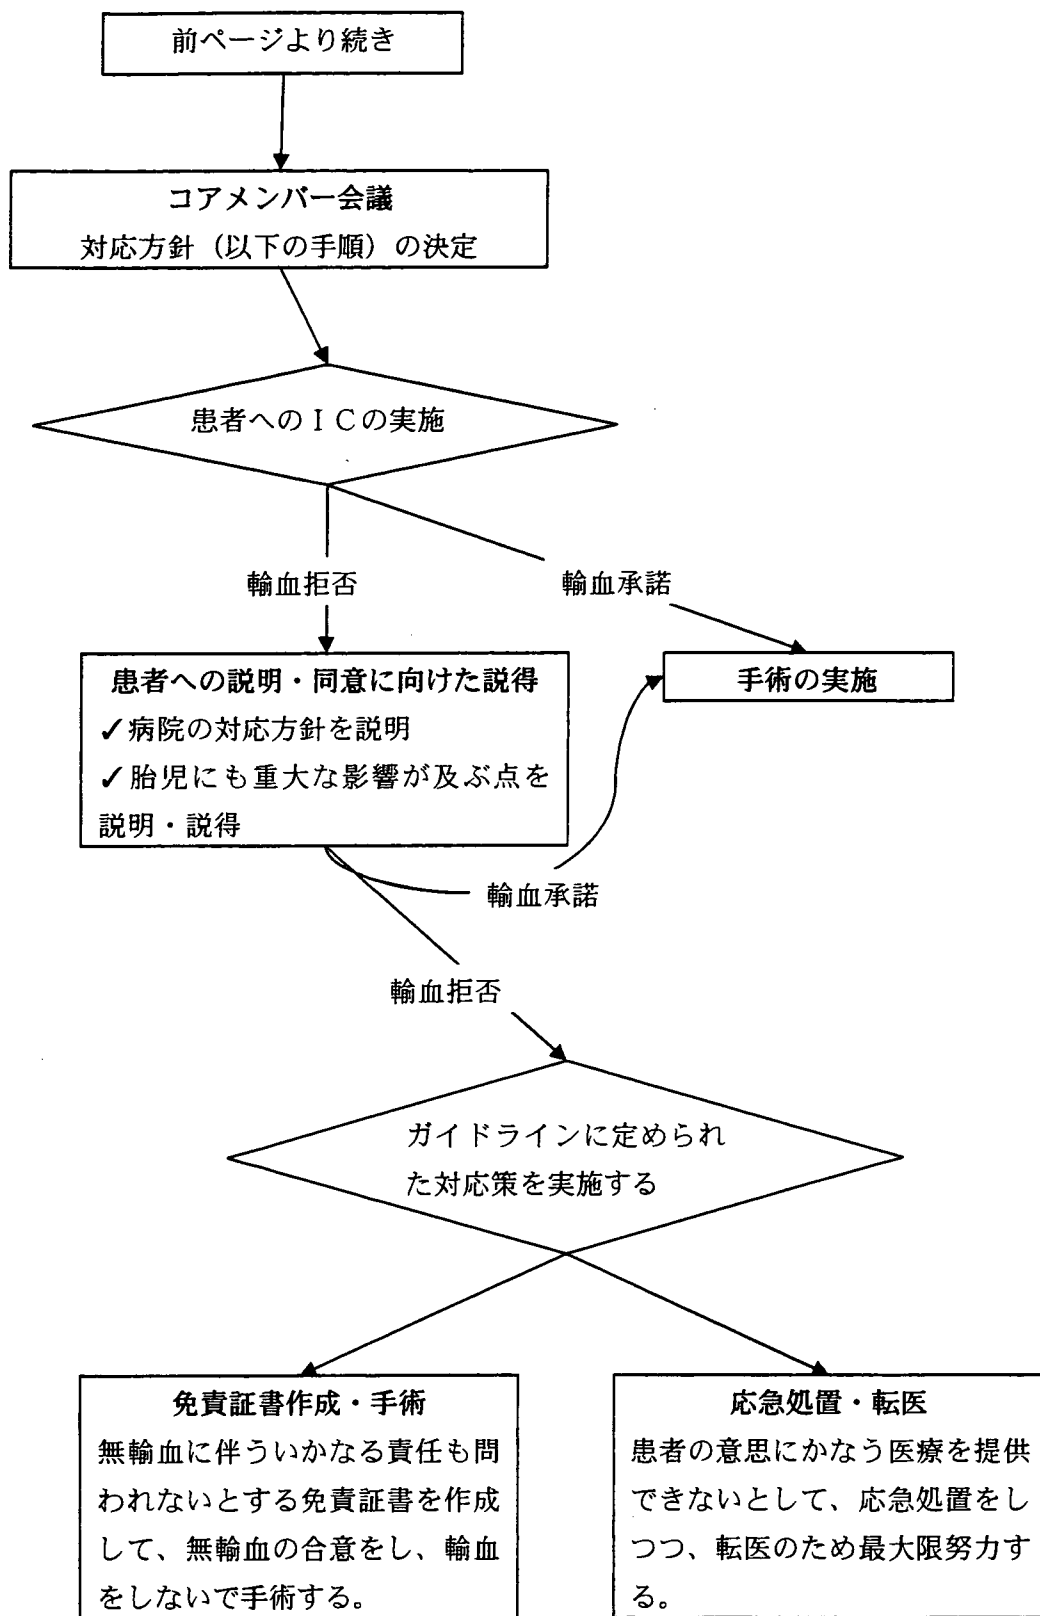 前ページより続き
コアメンバー会議
対応方針(以下の手順)の決定
患者へのICの実施
輸血拒否
輸血承諾
患者への説明・同意に向けた説得
✓病院の対応方針を説明
✓胎児にも重大な影響が及ぶ点を
説明・説得
手術の実施
輸血承諾
輸血拒否
ガイドラインに定められ
た対応策を実施する
免責証書作成・手術
無輸血に伴ういかなる責任も問
われないとする免責証書を作成
して、無輸血の合意をし、輸血
をしないで手術する。
応急処置・転医
患者の意思にかなう医療を提供
できないとして、応急処置をし
つつ、転医のため最大限努力す
る。